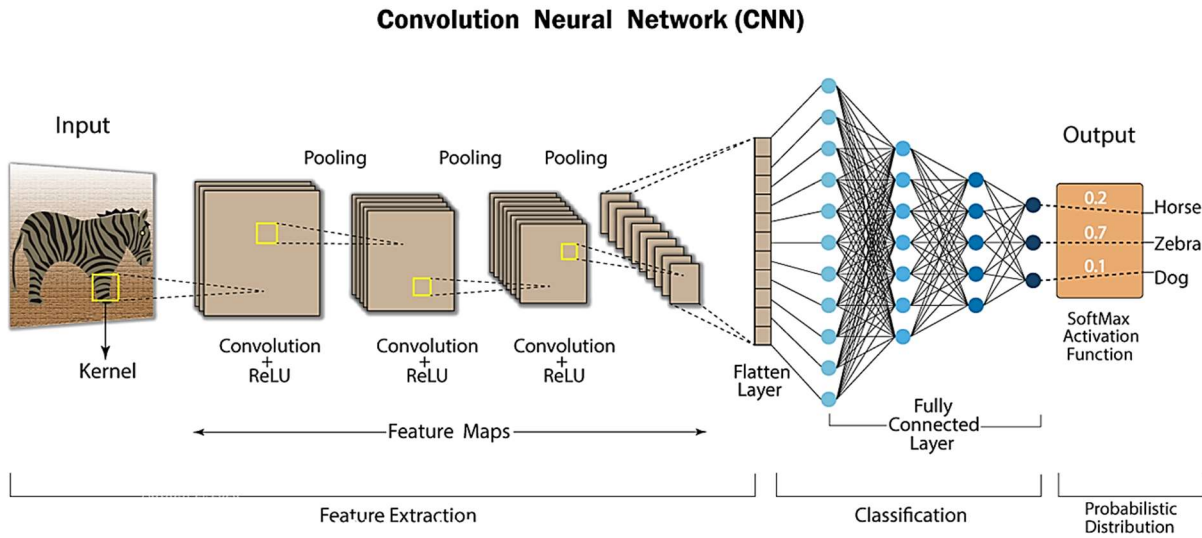 Convolution Neural Network (CNN)
Input
Output
Pooling
Pooling
Pooling
0.2
Horse
0.7
Zebra
0.1
Dog
Kernel
Convolution
+
ReLU
Convolution
+
ReLU
Convolution
+
ReLU
Flatten
Layer
SoftMax
Activation
Function
Feature Maps
Fully
Connected
Layer
Feature Extraction
Classification
Probabilistic
Distribution